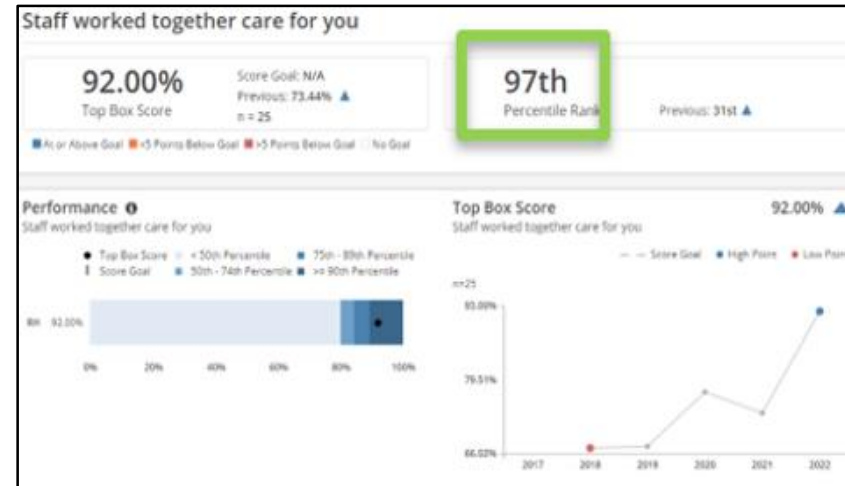 Staff worked together care for you
92.00%
Top Box Score
Score Goal: N/A
Previous: 73.44% ▲
n = 25
97th
Percentile Rank
Previous: 31st ▲
At or Above Goal <5 Points Below Goal >5 Points Below Goal No Goal
Performance
Staff worked together care for you
Top Box Score < 50th Percentile 75th - 89th Percentile
Score Goal 50th - 74th Percentile >= 90th Percentile
92.00%
0% 20% 40% 60% 80% 100%
Top Box Score 92.00% ▲
Staff worked together care for you
Score Goal High Point Low Poin
n=25
79.51%
66.02%
2017 2018 2019 2020 2021 2022